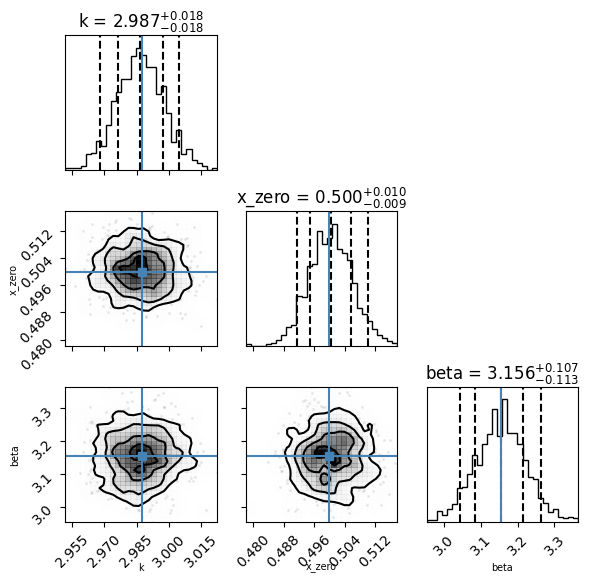 k = 2.987+0.018−0.018
x_zero = 0.500+0.010−0.009
x_zero
0.512
0.504
0.496
0.488
0.480
beta = 3.156+0.107−0.113
beta
3.3
3.2
3.1
3.0
2.955 2.970 2.985 3.000 3.015
k
0.480 0.488 0.496 0.504 0.512
x_zero
3.0 3.1 3.2 3.3
beta